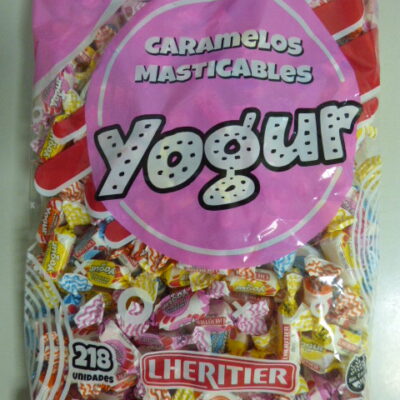 CARAMELOS
MASTICABLES
Yogur
218
UNIDADES
LHERITIER